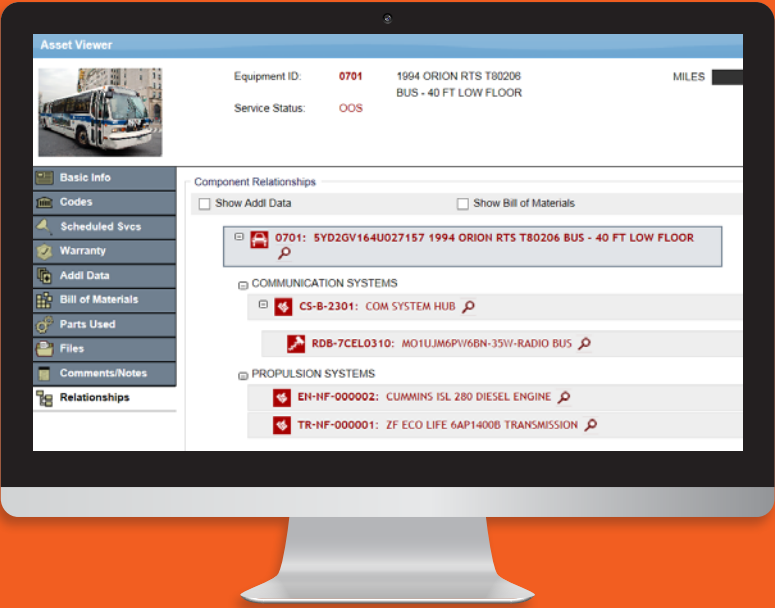 Asset Viewer
Equipment ID: 0701 1994 ORION RTS T80206 MILES
BUS - 40 FT LOW FLOOR
Service Status: OOS
Basic Info
Codes
Scheduled Svcs
Warranty
Addl Data
Bill of Materials
Parts Used
Files
Comments/Notes
Relationships
Component Relationships
Show Addl Data Show Bill of Materials
0701: 5YD2GV164U027157 1994 ORION RTS T80206 BUS - 40 FT LOW FLOOR
COMMUNICATION SYSTEMS
CS-B-2301: COM SYSTEM HUB
RDB-7CEL0310: MO1UJM6PW6BN-35W-RADIO BUS
PROPULSION SYSTEMS
EN-NF-000002: CUMMINS ISL 280 DIESEL ENGINE
TR-NF-000001: ZF ECO LIFE 6AP1400B TRANSMISSION